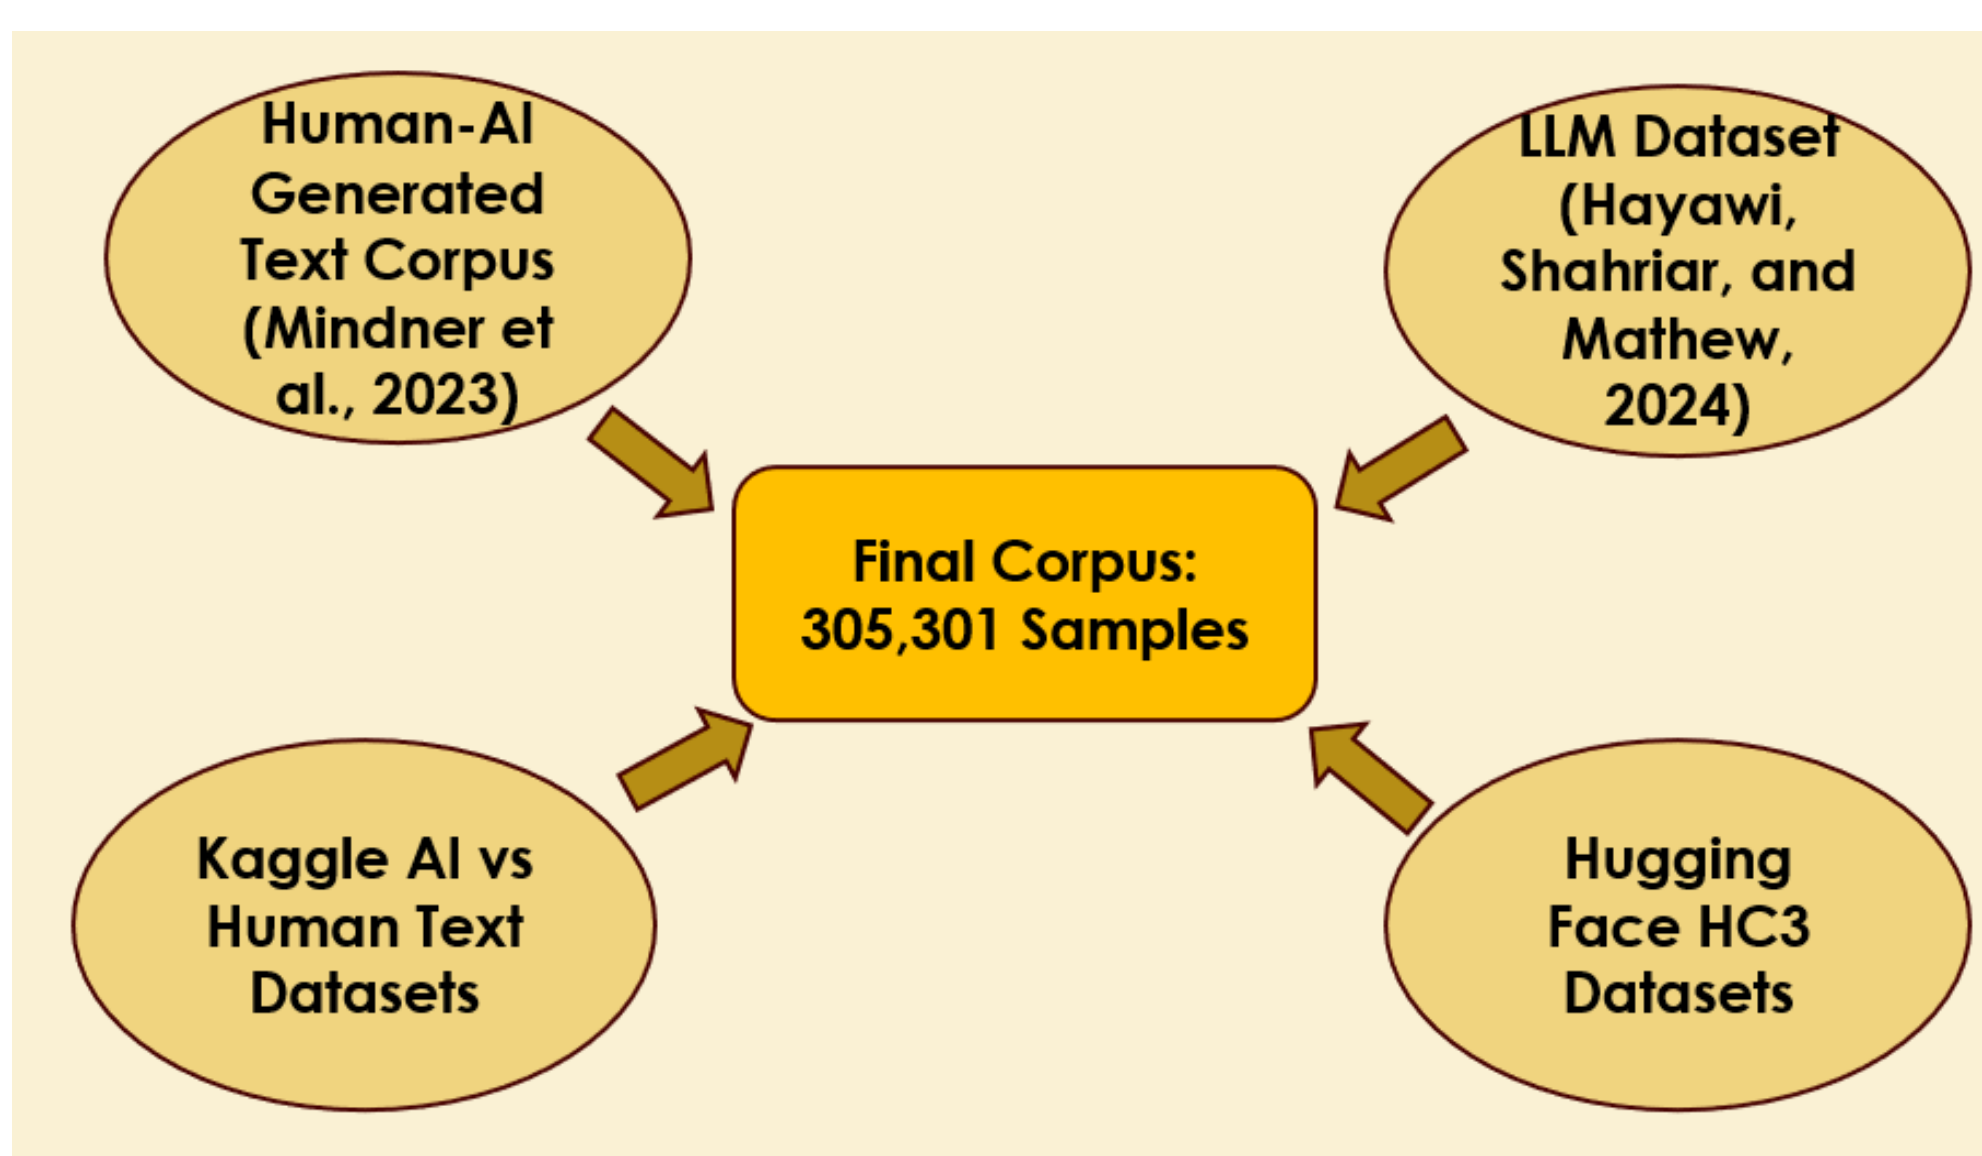 Human-AI
Generated
Text Corpus
(Mindner et
al., 2023)
LLM Dataset
(Hayawi,
Shahriar, and
Mathew,
2024)
Final Corpus:
305,301 Samples
Kaggle AI vs
Human Text
Datasets
Hugging
Face HC3
Datasets